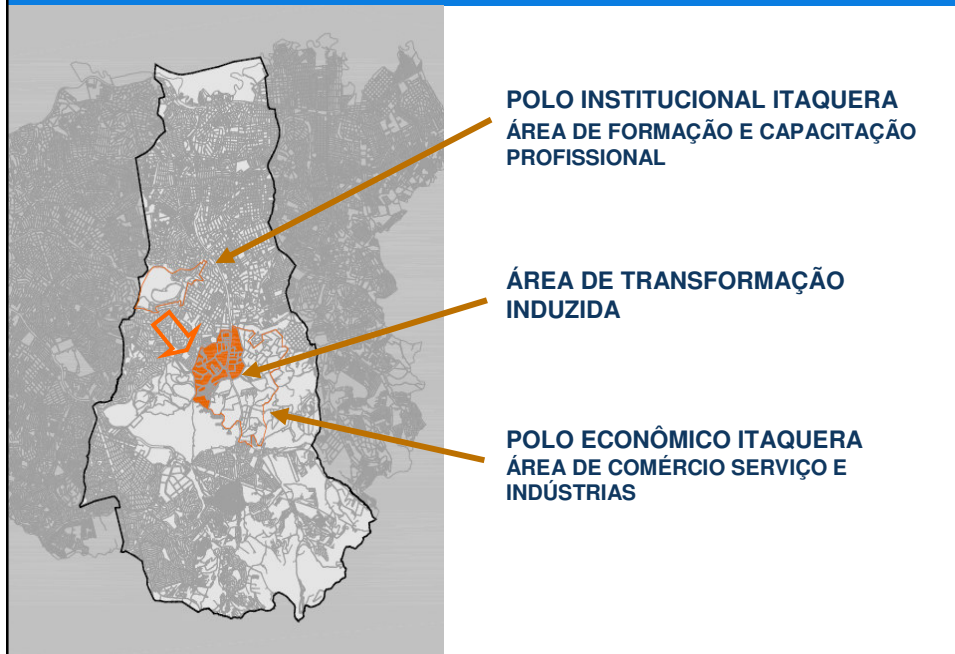 POLO INSTITUCIONAL ITAQUERA
ÁREA DE FORMAÇÃO E CAPACITAÇÃO
PROFISSIONAL
ÁREA DE TRANSFORMAÇÃO
INDUZIDA
POLO ECONÔMICO ITAQUERA
ÁREA DE COMÉRCIO SERVIÇO E
INDÚSTRIAS